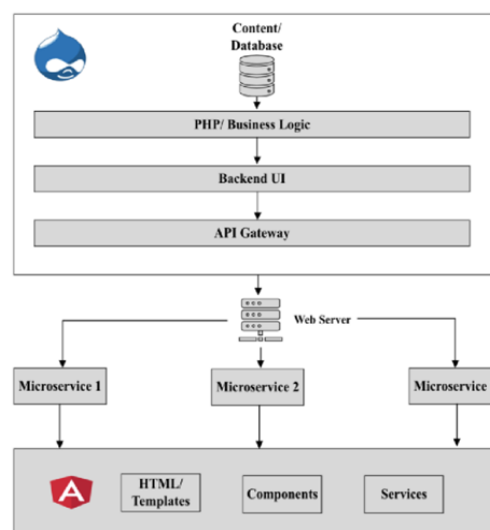 Content/
Database
PHP/ Business Logic
Backend UI
API Gateway
Web Server
Microservice 1
Microservice 2
Microservice
HTML/
Templates
Components
Services